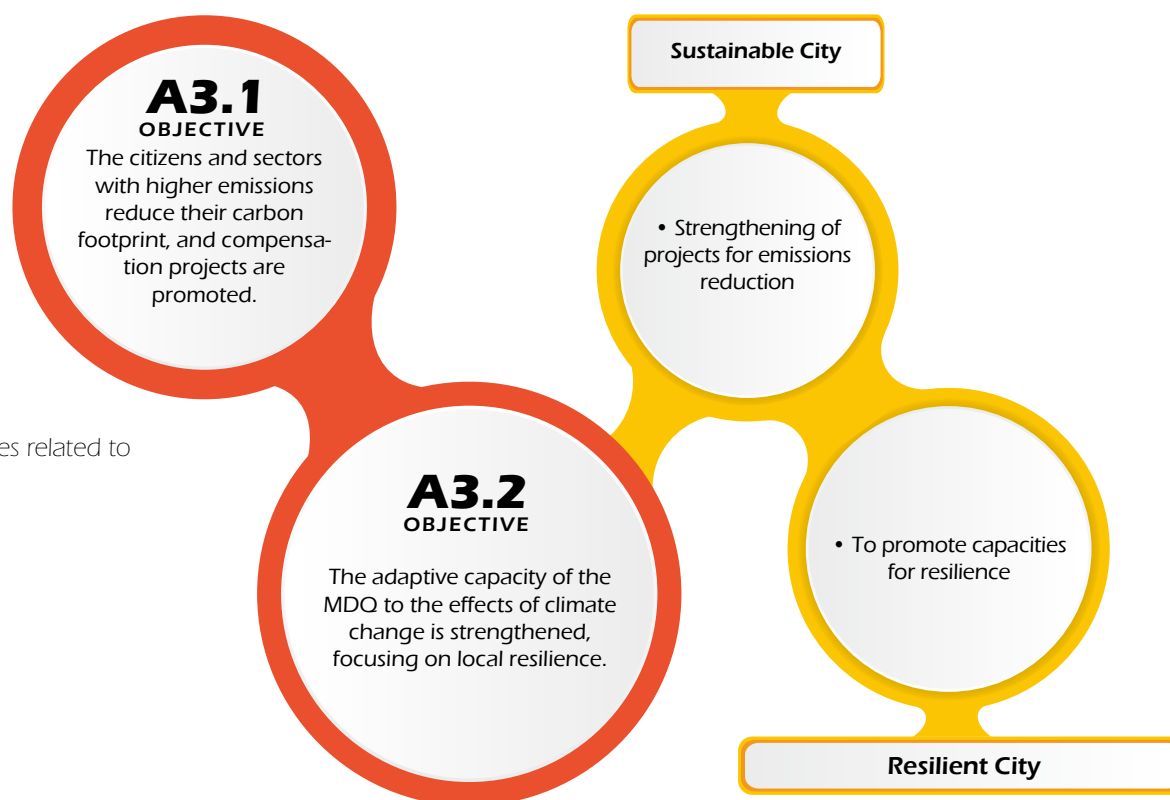 A3.1
OBJECTIVE
The citizens and sectors
with higher emissions
reduce their carbon
footprint, and compensa-
tion projects are
promoted.
es related to
A3.2
OBJECTIVE
The adaptive capacity of the
MDQ to the effects of climate
change is strengthened,
focusing on local resilience.
Sustainable City
• Strengthening of
projects for emissions
reduction
• To promote capacities
for resilience
Resilient City